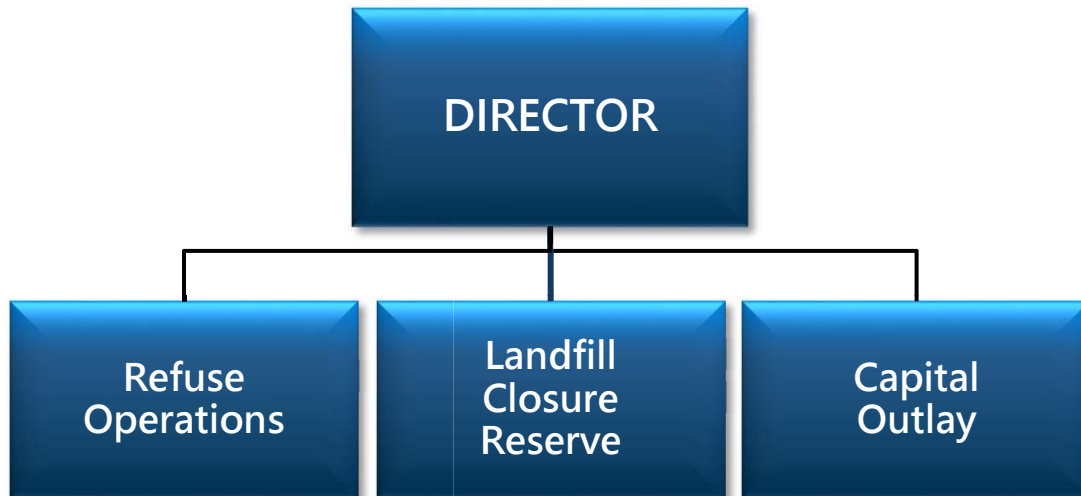 DIRECTOR
Refuse
Operations
Landfill
Closure
Reserve
Capital
Outlay